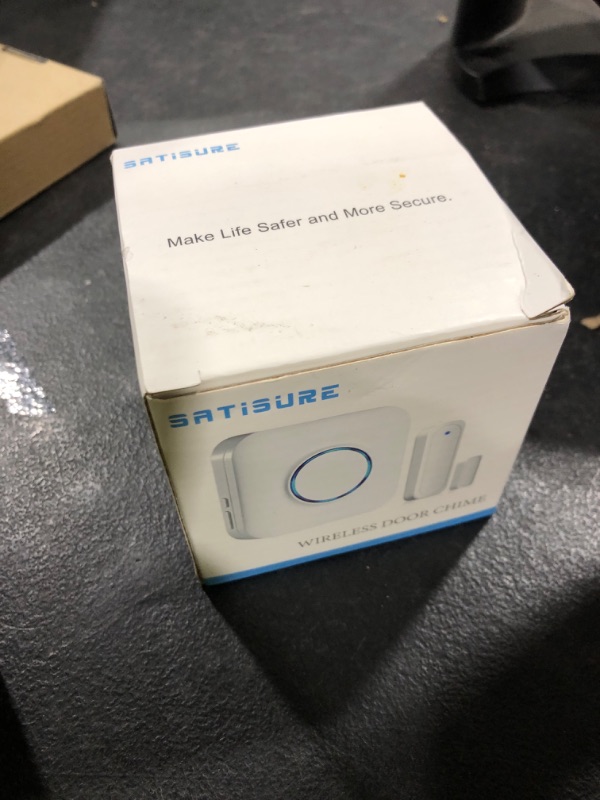 SATISURE
Make Life Safer and More Secure.
SATISURE
WIRELESS DOOR CHIME